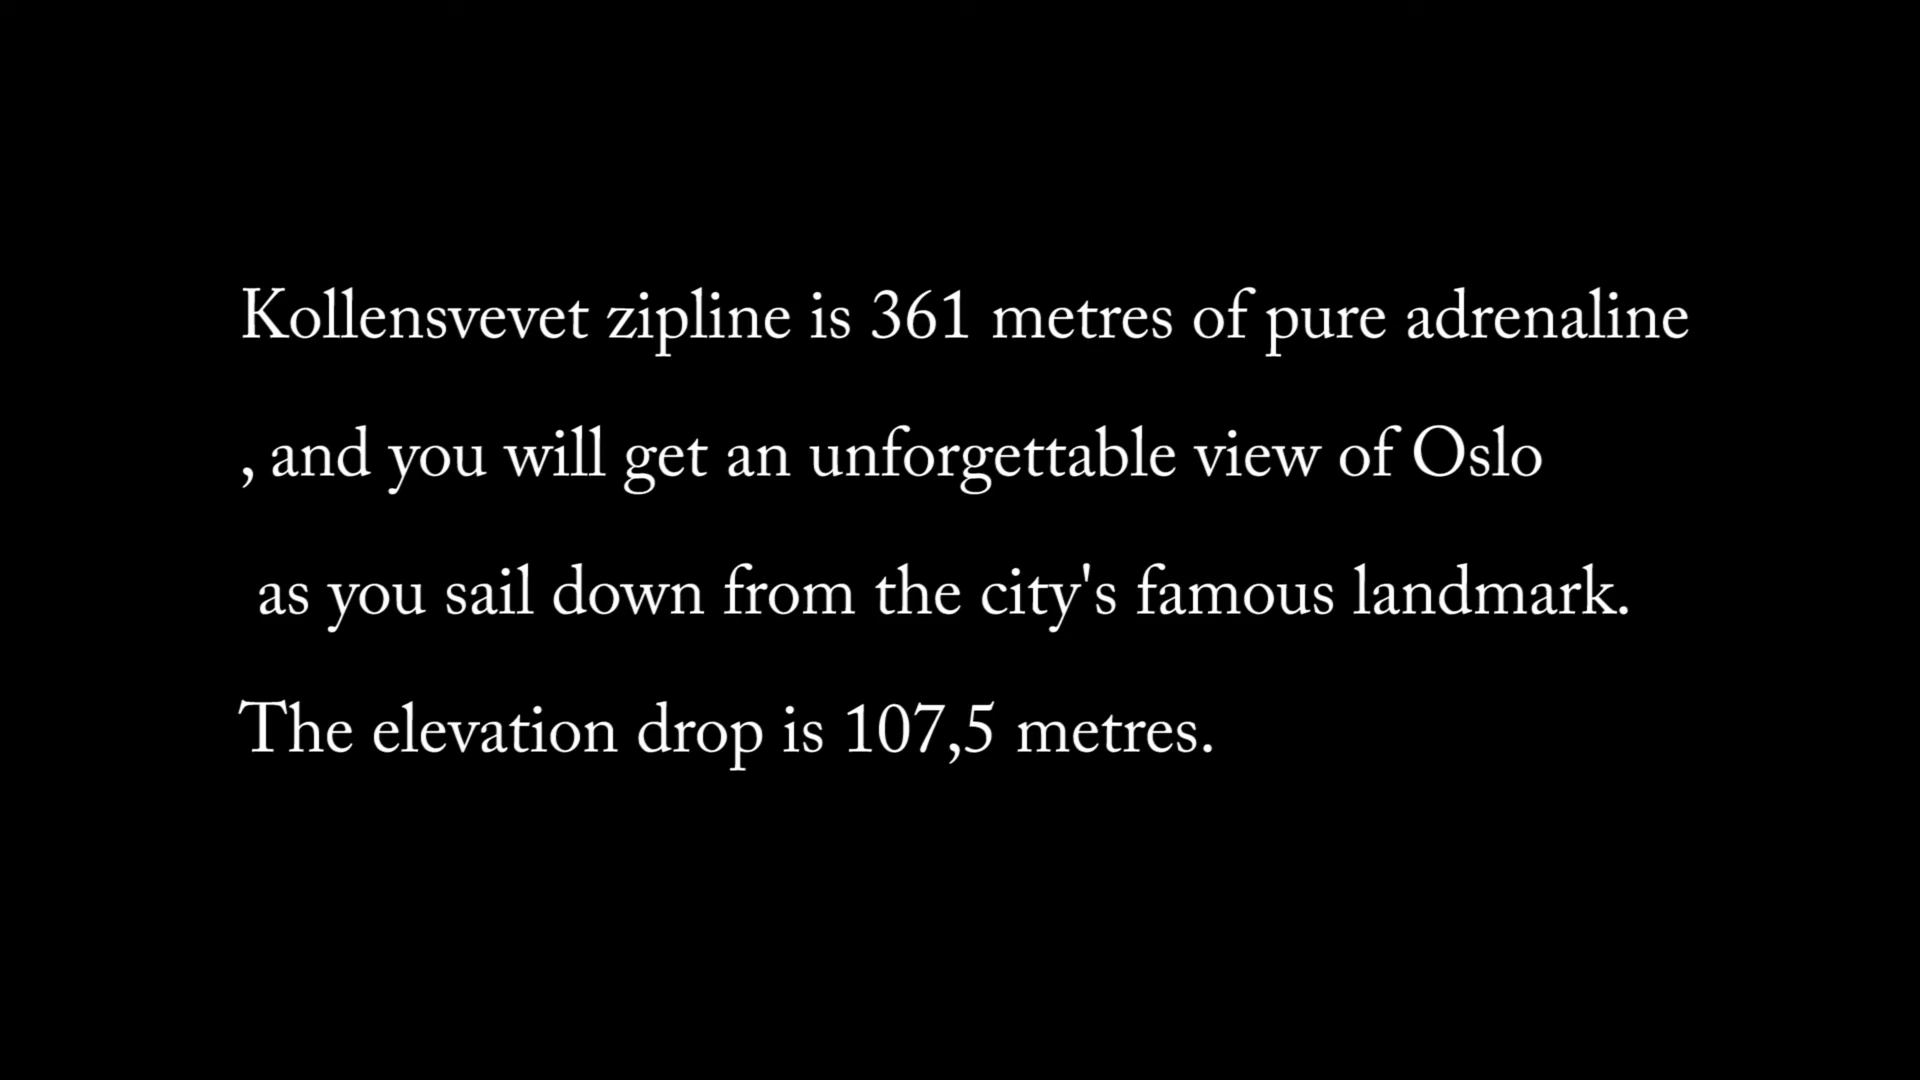 Kollensvevet zipline is 361 metres of pure adrenaline
, and you will get an unforgettable view of Oslo
as you sail down from the city's famous landmark.
The elevation drop is 107,5 metres.